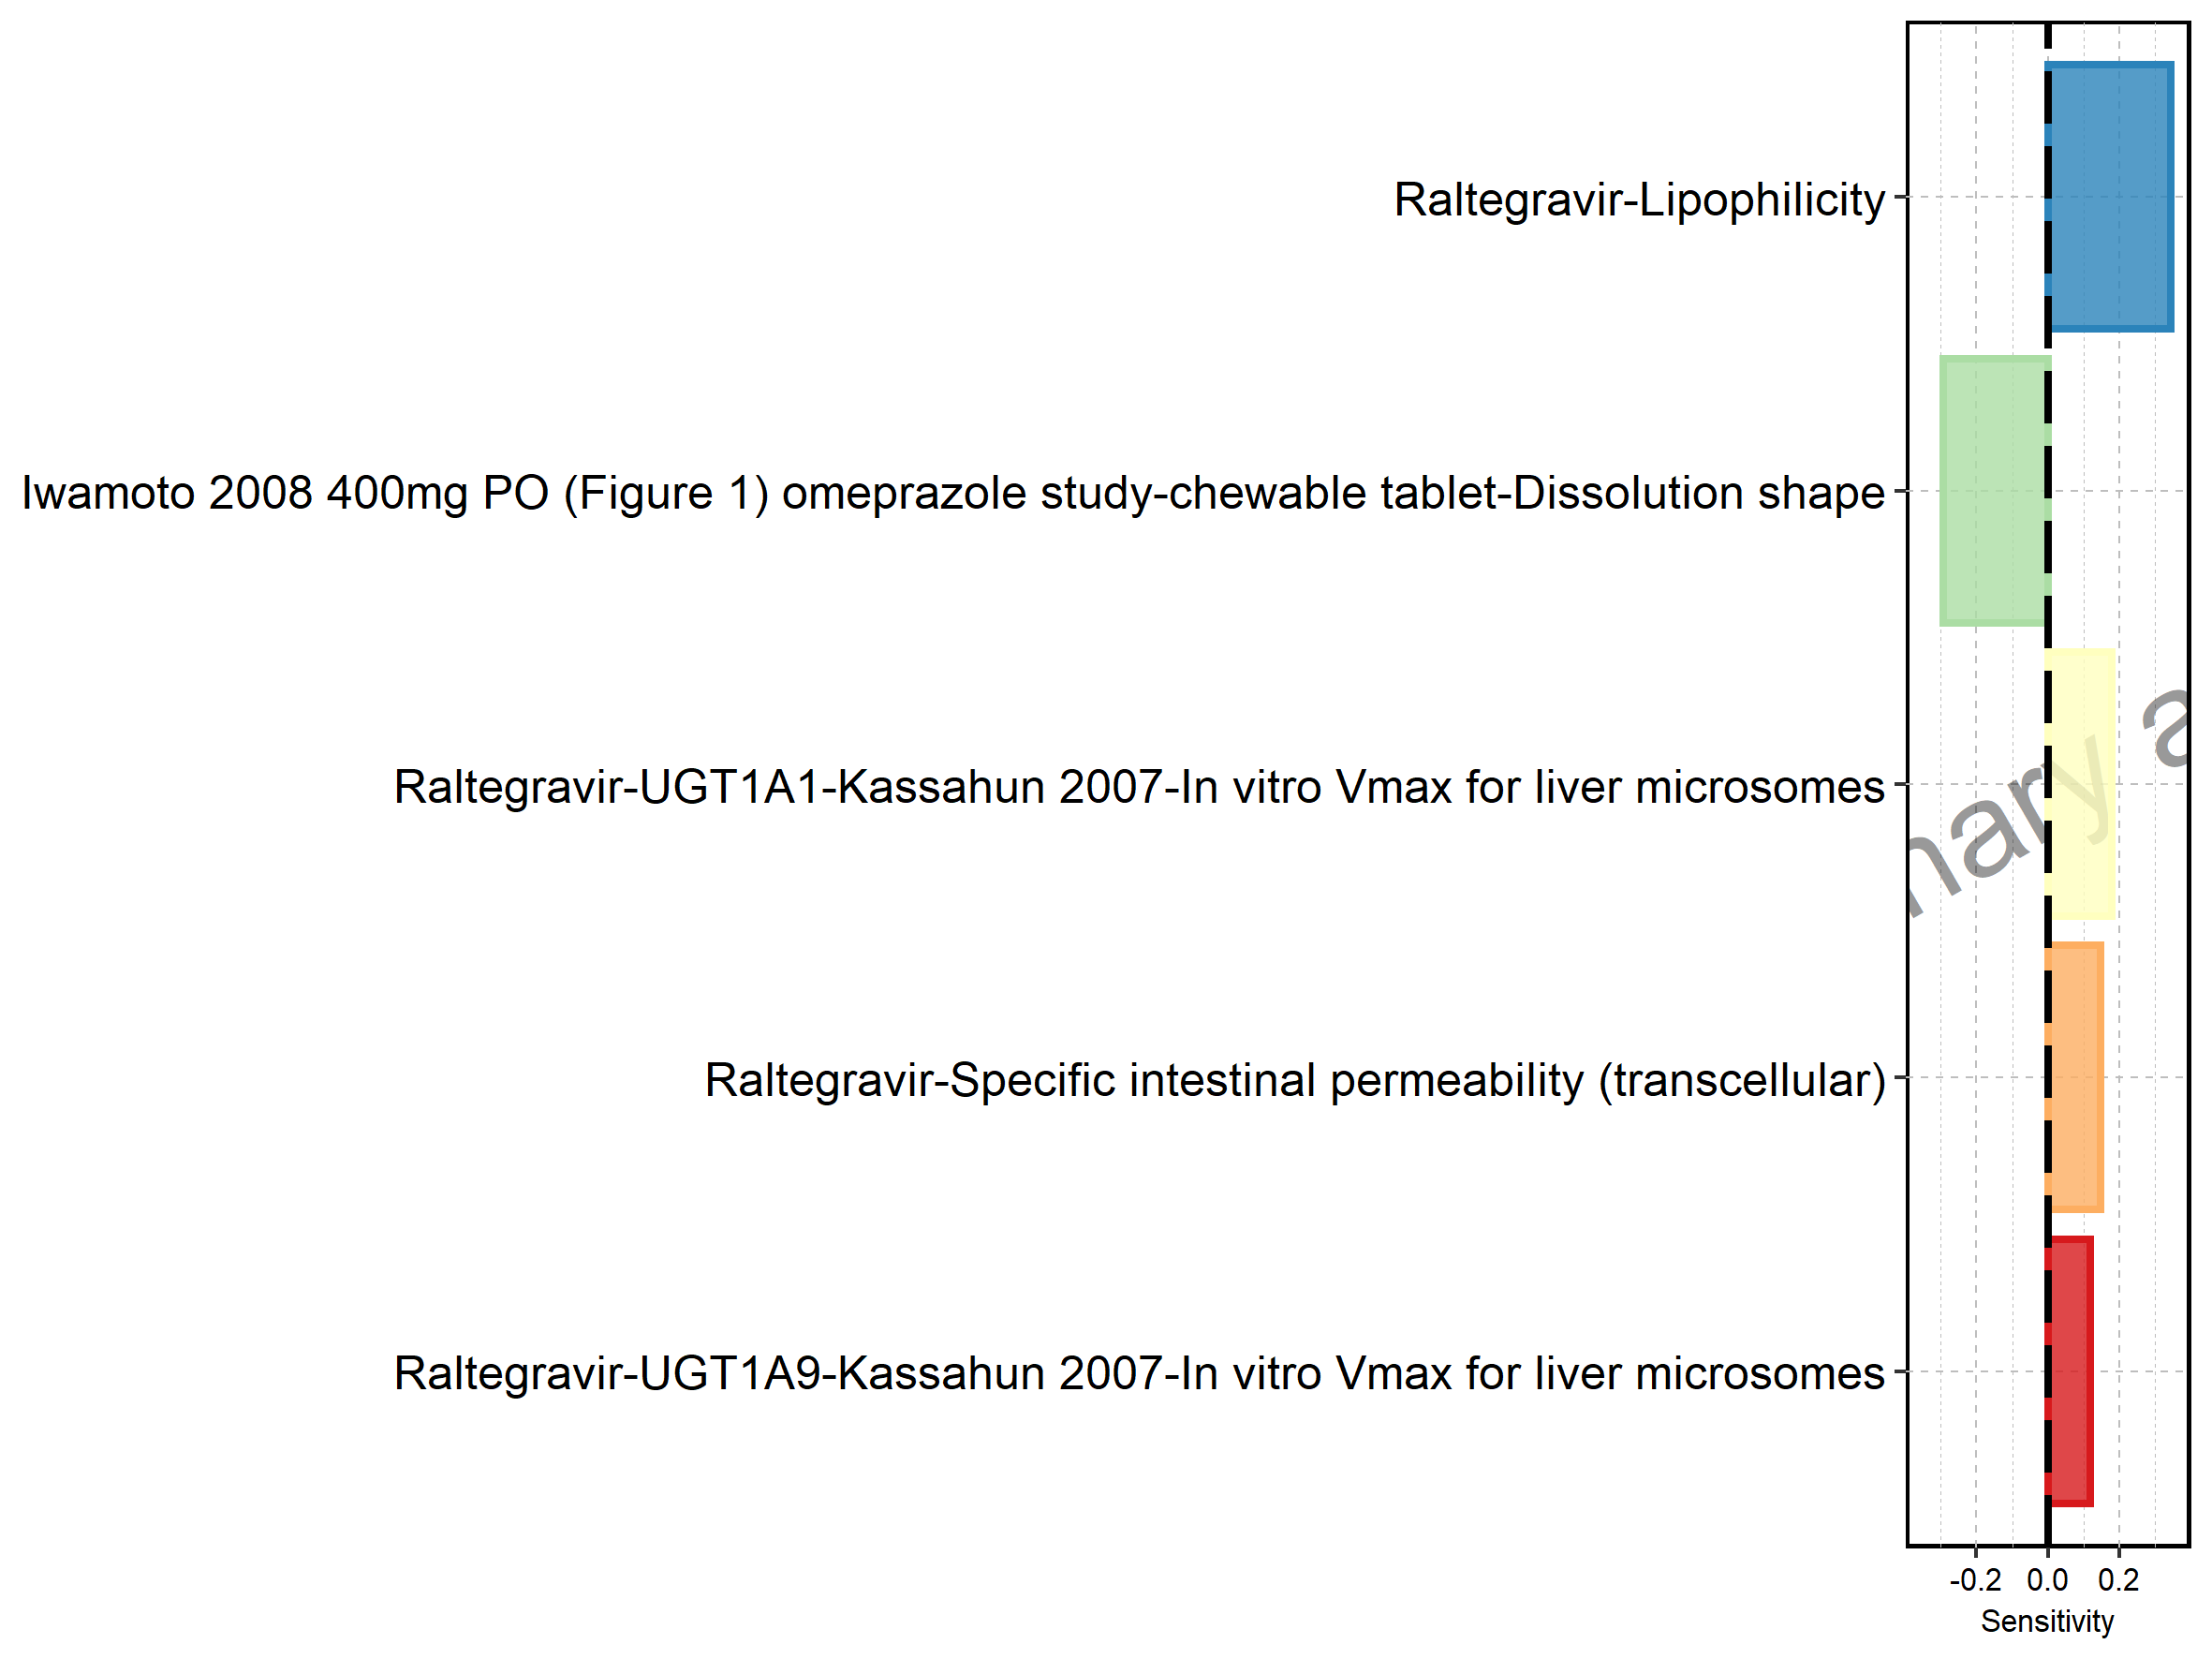 Raltegravir-Lipophilicity
Iwamoto 2008 400mg PO (Figure 1) omeprazole study-chewable tablet-Dissolution shape
Raltegravir-UGT1A1-Kassahun 2007-In vitro Vmax for liver microsomes
Raltegravir-Specific intestinal permeability (transcellular)
Raltegravir-UGT1A9-Kassahun 2007-In vitro Vmax for liver microsomes
-0.2 0.0 0.2
Sensitivity